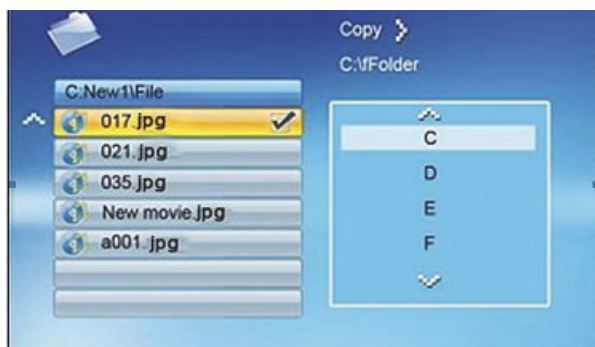 Copy
C:\fFolder
C:New1\File
017.jpg
021.jpg
035.jpg
New movie.jpg
a001.jpg
C
D
E
F